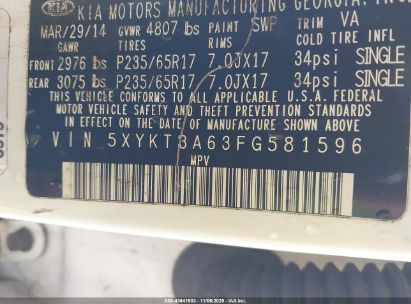 KIA KIA MOTORS MANUFACTURING GEORGIA, INC.
MAR/29/14 GVWR 4807 lbs PAINT SWP TRIM VA
GAWR TIRES RIMS COLD TIRE INFL
FRONT 2976 lbs P235/65R17 7.0JX17 34psi SINGLE
REAR 3075 lbs P235/65R17 7.0JX17 34psi SINGLE
THIS VEHICLE CONFORMS TO ALL APPLICABLE U.S.A. FEDERAL
MOTOR VEHICLE SAFETY AND THEFT PREVENTION STANDARDS
IN EFFECT ON THE DATE OF MANUFACTURE SHOWN ABOVE
VIN 5XYKT3A63FG581596
MPV